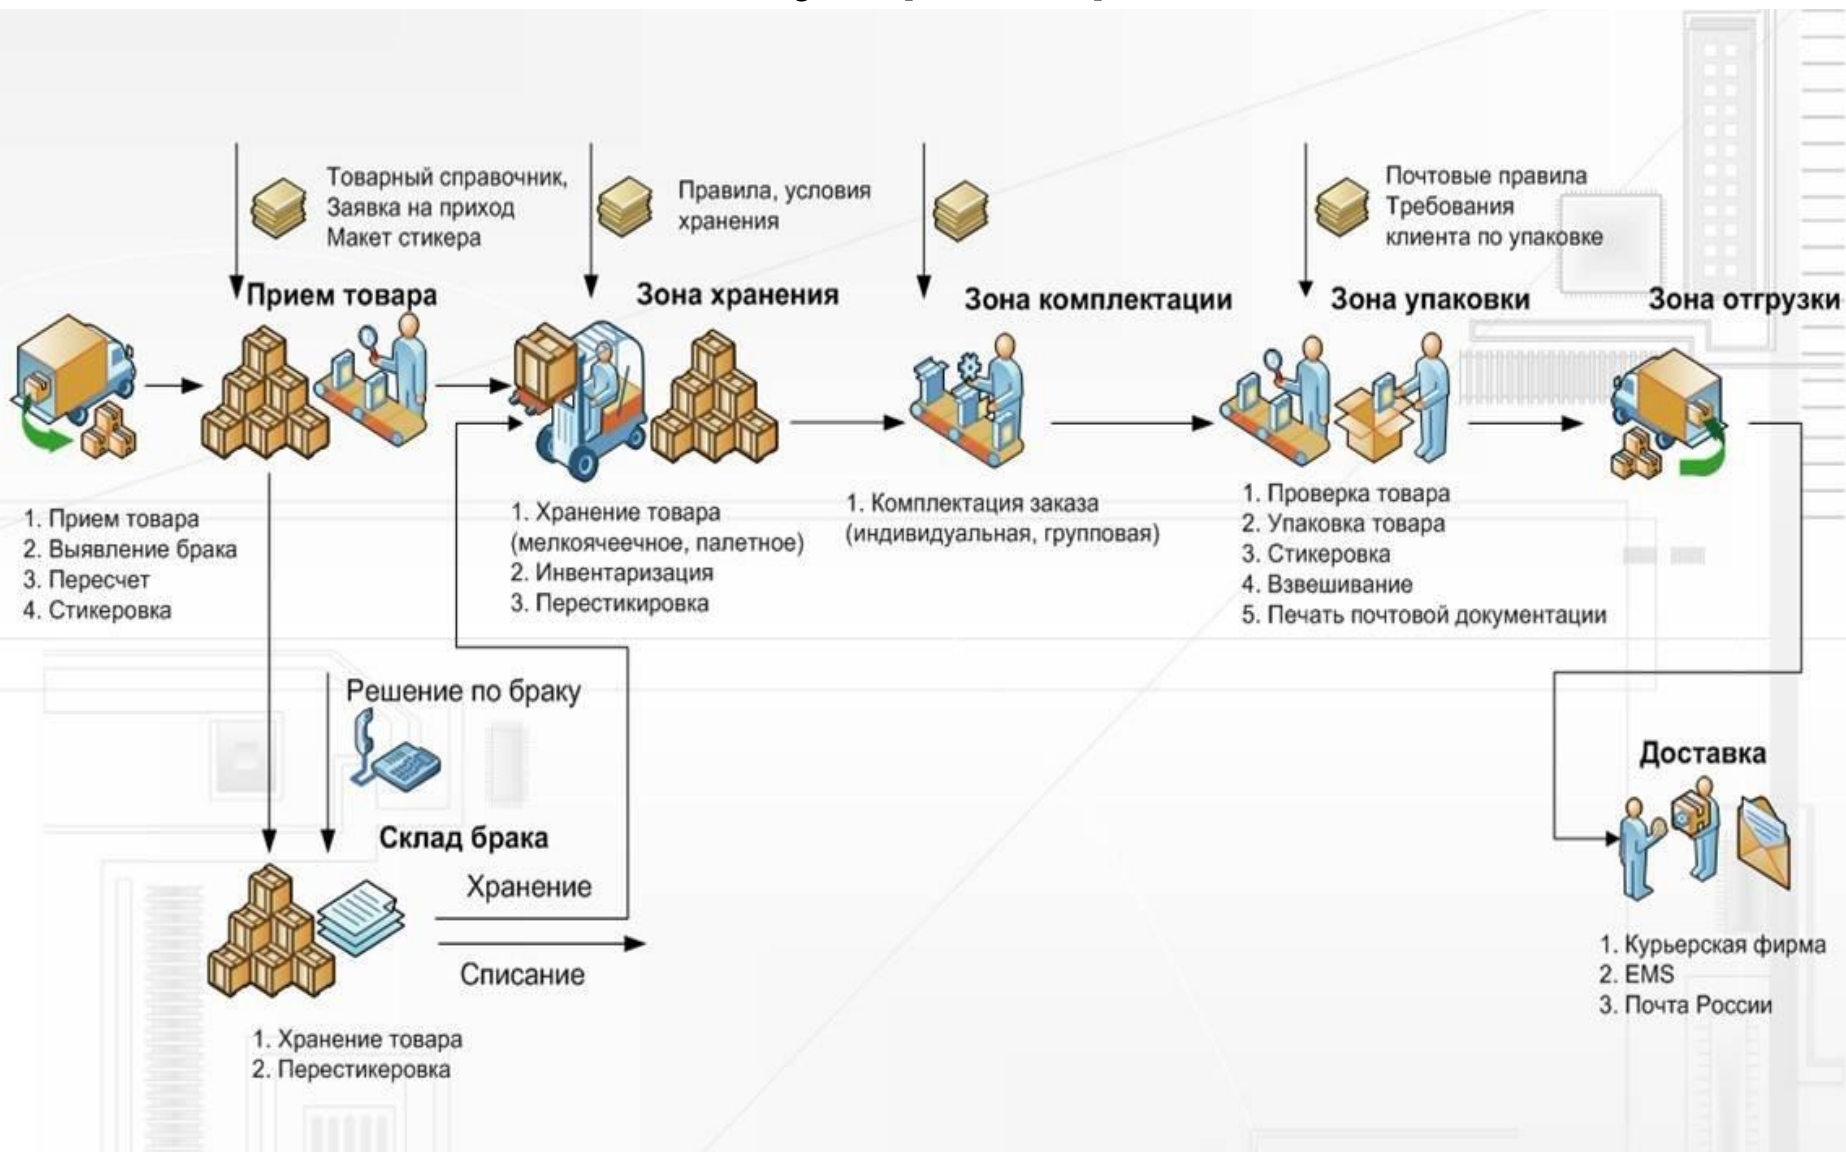 Товарный справочник,
Заявка на приход
Макет стикера
Правила, условия
хранения
Почтовые правила
Требования
клиента по упаковке
Прием товара
Зона хранения
Зона комплектации
Зона упаковки
Зона отгрузки
1. Прием товара
2. Выявление брака
3. Пересчет
4. Стикеровка
1. Хранение товара
(мелкоячеечное, палетное)
2. Инвентаризация
3. Перестикировка
1. Комплектация заказа
(индивидуальная, групповая)
1. Проверка товара
2. Упаковка товара
3. Стикеровка
4. Взвешивание
5. Печать почтовой документации
Решение по браку
Склад брака
Хранение
Списание
1. Хранение товара
2. Перестикеровка
Доставка
1. Курьерская фирма
2. EMS
3. Почта России